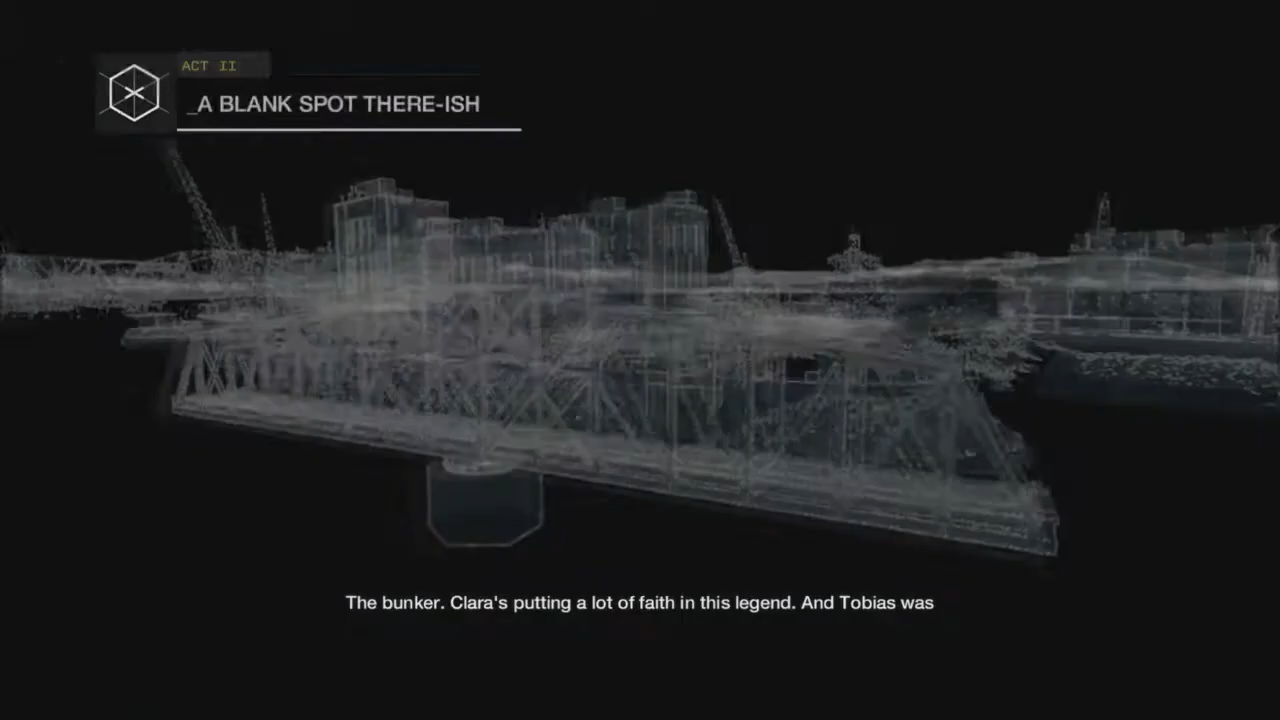 ACT II
_A BLANK SPOT THERE-ISH
The bunker. Clara's putting a lot of faith in this legend. And Tobias was